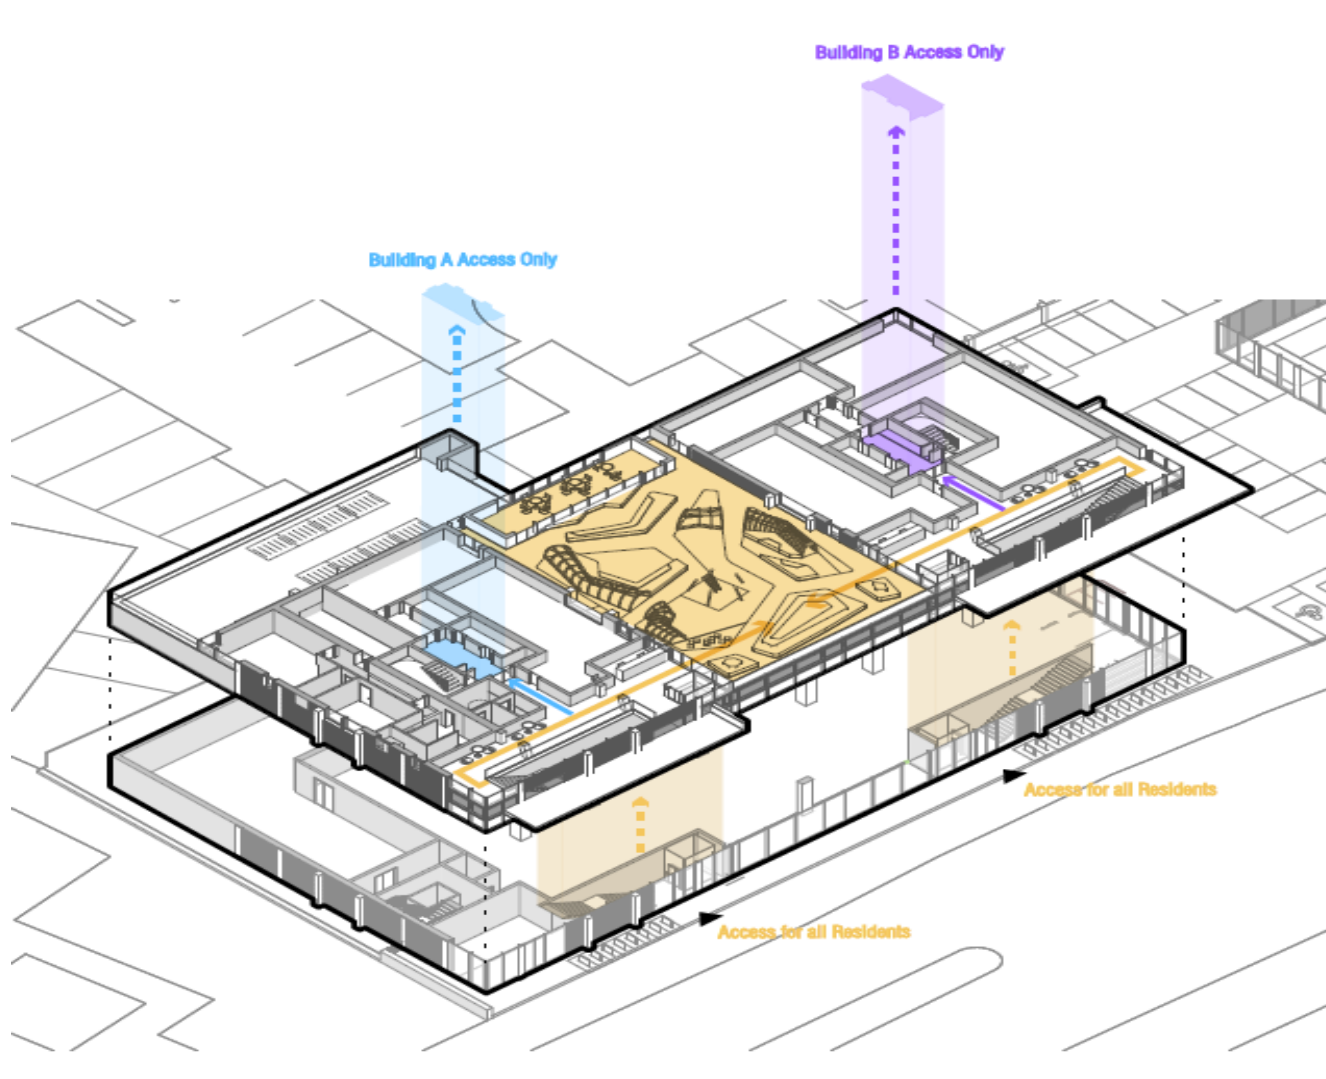 Building B Access Only
Building A Access Only
Access for all Residents
Access for all Residents